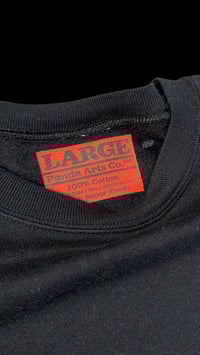 LARGE
Panda Arts Co.
100% Cotton
Super Fresh!